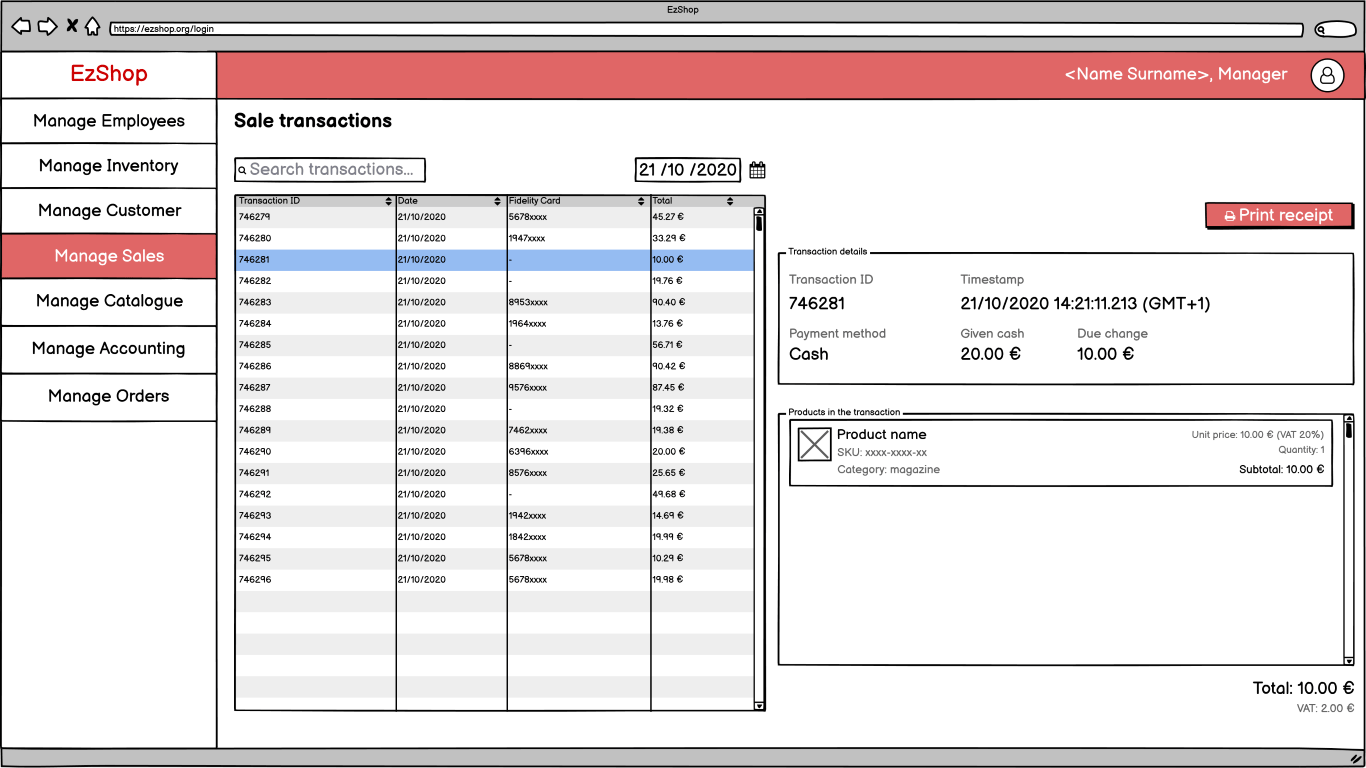 EzShop
https://ezshop.org/login
EzShop
<Name Surname>, Manager
Manage Employees
Manage Inventory
Manage Customer
Manage Sales
Manage Catalogue
Manage Accounting
Manage Orders
Sale transactions
Search transactions...
21 /10 /2020
Transaction ID Date Fidelity Card Total
746279 21/10/2020 5678xxxx 45.27 €
746280 21/10/2020 1947xxxx 33.29 €
746281 21/10/2020 - 10.00 €
746282 21/10/2020 - 19.76 €
746283 21/10/2020 8953xxxx 90.40 €
746284 21/10/2020 1964xxxx 13.76 €
746285 21/10/2020 - 56.71 €
746286 21/10/2020 8869xxxx 90.42 €
746287 21/10/2020 9576xxxx 87.45 €
746288 21/10/2020 - 19.32 €
746289 21/10/2020 7462xxxx 19.38 €
746290 21/10/2020 6396xxxx 20.00 €
746291 21/10/2020 8576xxxx 25.65 €
746292 21/10/2020 - 49.68 €
746293 21/10/2020 1942xxxx 14.69 €
746294 21/10/2020 1842xxxx 19.99 €
746295 21/10/2020 5678xxxx 10.29 €
746296 21/10/2020 5678xxxx 19.98 €
Print receipt
Transaction details
Transaction ID Timestamp
746281 21/10/2020 14:21:11.213 (GMT+1)
Payment method Given cash Due change
Cash 20.00 € 10.00 €
Products in the transaction
Product name Unit price: 10.00 € (VAT 20%)
SKU: xxxx-xxxx-xx Quantity: 1
Category: magazine Subtotal: 10.00 €
Total: 10.00 €
VAT: 2.00 €